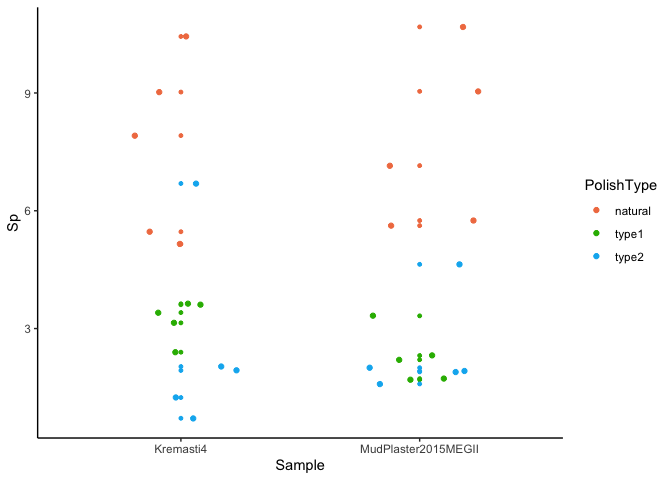 9
6
3
Sp
Kremasti4
MudPlaster2015MEGII
Sample
PolishType
natural
type1
type2